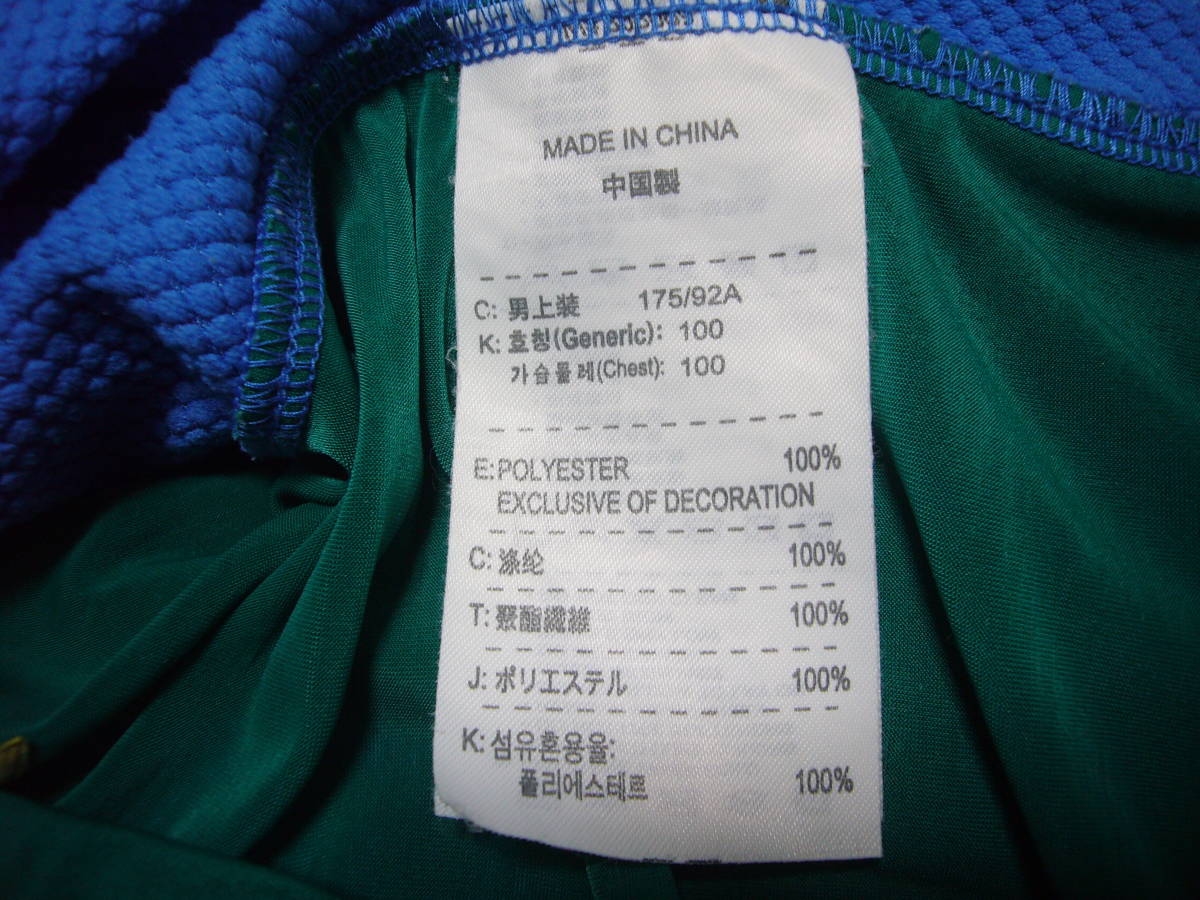 MADE IN CHINA
中国製
C: 男上装 175/92A
K: 호칭(Generic): 100
가슴둘레(Chest): 100
E: POLYESTER 100%
EXCLUSIVE OF DECORATION
C: 涤纶 100%
T: 聚酯纖維 100%
J: ポリエステル 100%
K: 섬유혼용율:
폴리에스테르 100%